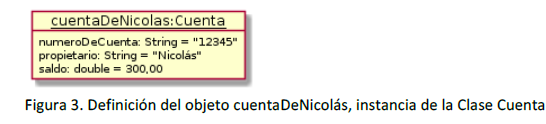 cuentaDeNicolas:Cuenta
numeroDeCuenta: String = "12345"
propietario: String = "Nicolás"
saldo: double = 300,00
Figura 3. Definición del objeto cuentaDeNicolás, instancia de la Clase Cuenta